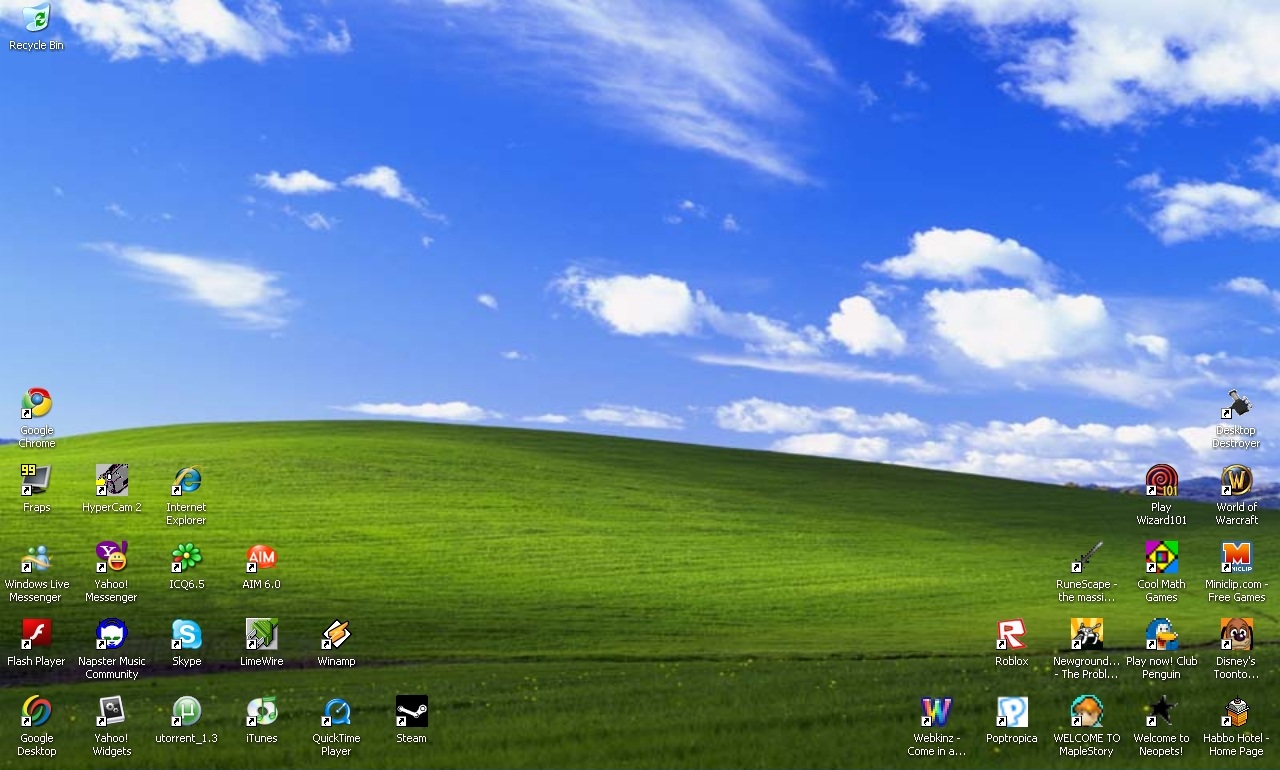 Recycle Bin
Google
Chrome
Desktop
Destroyer
99
Fraps
HyperCam 2
Internet
Explorer
101
Play
Wizard101
W
World of
Warcraft
Windows Live
Messenger
Y!
Yahoo!
Messenger
ICQ6.5
AIM
AIM 6.0
RuneScape -
the massi...
Cool Math
Games
M
MINICLIP
Miniclip.com -
Free Games
Flash Player
Napster Music
Community
S
Skype
LimeWire
Winamp
R
Roblox
Newground...
- The Probl...
Play now! Club
Penguin
Disney's
Toonto...
Google
Desktop
Yahoo!
Widgets
µ
utorrent_1.3
iTunes
QuickTime
Player
Steam
W
Webkinz -
Come in a...
P
Poptropica
WELCOME TO
MapleStory
Welcome to
Neopets!
Habbo Hotel -
Home Page